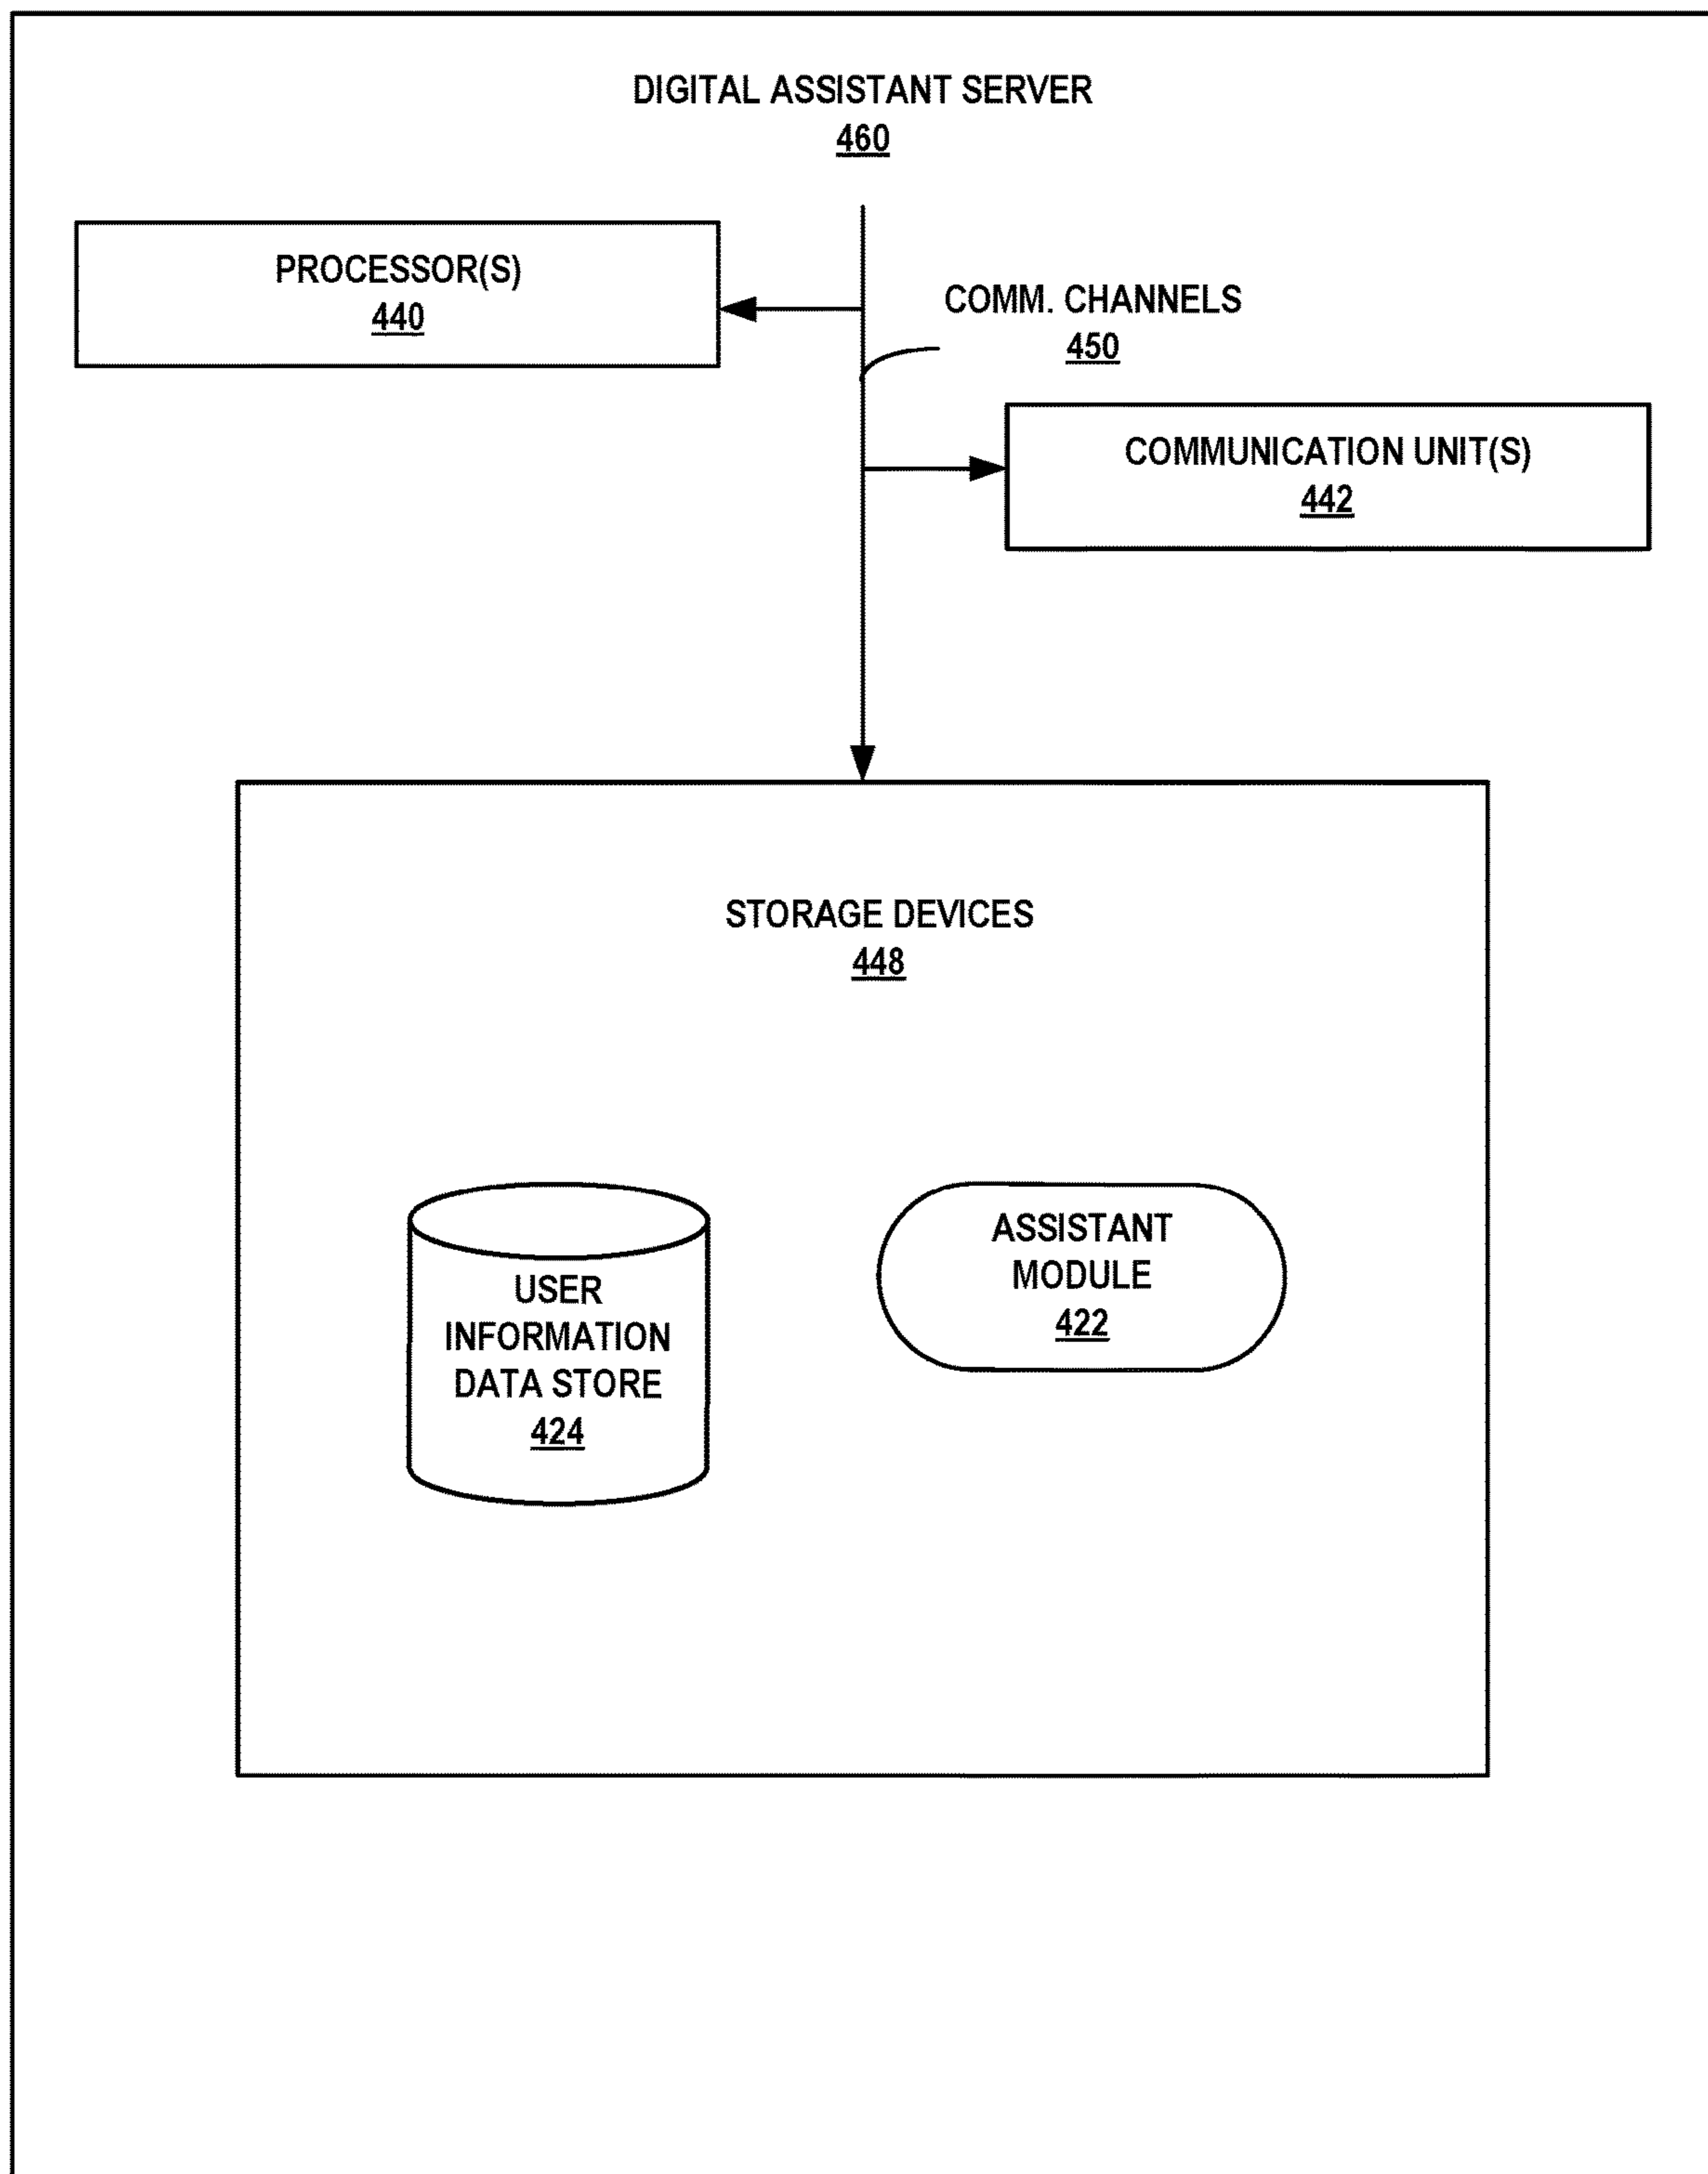 DIGITAL ASSISTANT SERVER
460
PROCESSOR(S)
440
COMM. CHANNELS
450
COMMUNICATION UNIT(S)
442
STORAGE DEVICES
448
USER
INFORMATION
DATA STORE
424
ASSISTANT
MODULE
422